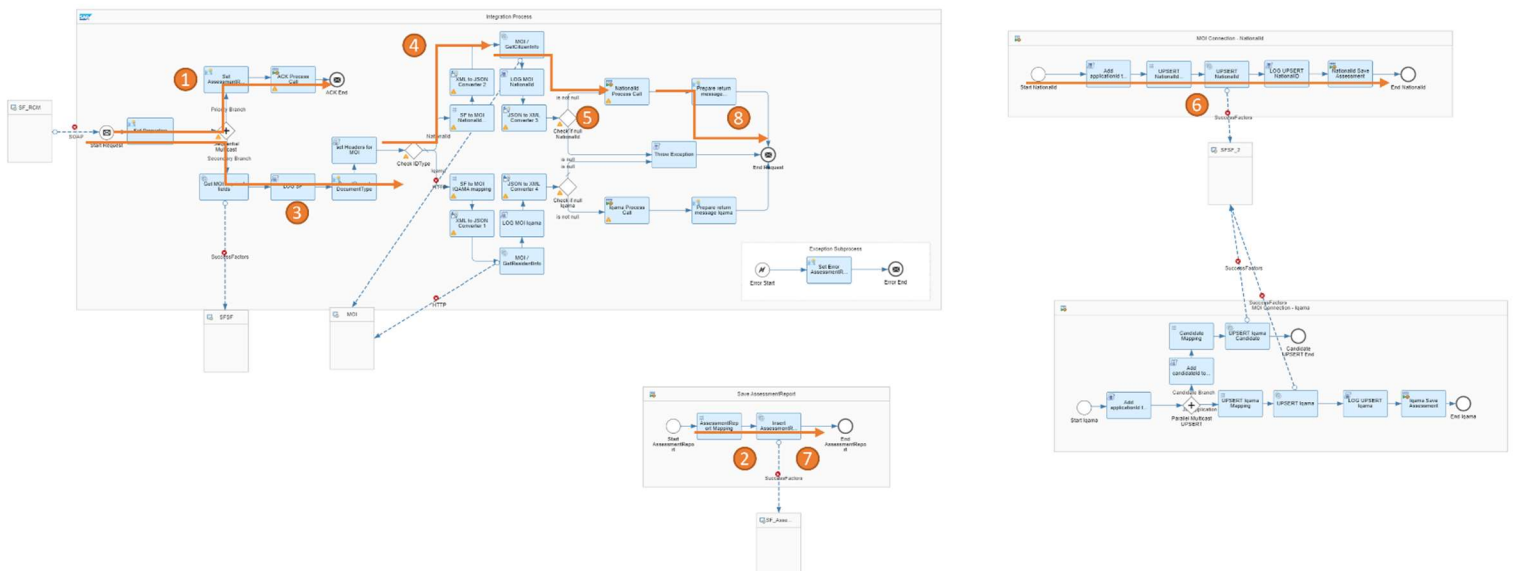 SAP
Integration Process
SF_RCM
SOAP
Start Request
1
Set
ACK Process
Call
ACK End
Priority Branch
Multicast
Secondary Branch
Get MOI
fields
LOG SF
DocumentType
3
SuccessFactors
SFSF
Headers for
MOI
Check IDType
4
MOI /
GetCitizenInfo
XML to JSON
Converter 2
LOG MOI
NationalId
SF to MOI
NationalId
JSON to XML
Converter 3
NationalId
HTTP
Iqama
SF to MOI
IQAMA mapping
JSON to XML
Converter 4
XML to JSON
Converter 1
LOG MOI Iqama
MOI /
GetResidentInfo
HTTP
MOI
is not null
5
Check if null
NationalId
is null
is null
Check if null
Iqama
is not null
NationalId
Process Call
Prepare return
message...
8
Throw Exception
End Request
Iqama Process
Call
Prepare return
message Iqama
Exception Subprocess
Error Start
Set Error
AssessmentR...
Error End
Save AssessmentReport
Start
AssessmentRepo
rt
AssessmentRepo
rt Mapping
Insert
AssessmentR...
End
AssessmentRepo
rt
2
7
SuccessFactors
SF_Asse...
MOI Connection - NationalId
Start NationalId
Add
applicationId t...
UPSERT
NationalId...
UPSERT
NationalId
LOG UPSERT
NationalID
NationalId Save
Assessment
End NationalId
6
SuccessFactors
SFSF_2
SuccessFactors
SuccessFactors
MOI Connection - Iqama
Candidate
Mapping
UPSERT Iqama
Candidate
Candidate
UPSERT End
Add
candidateId to...
Candidate Branch
Start Iqama
Add
applicationId t...
Parallel Multicast
UPSERT
UPSERT Iqama
Mapping
UPSERT Iqama
LOG UPSERT
Iqama
Iqama Save
Assessment
End Iqama